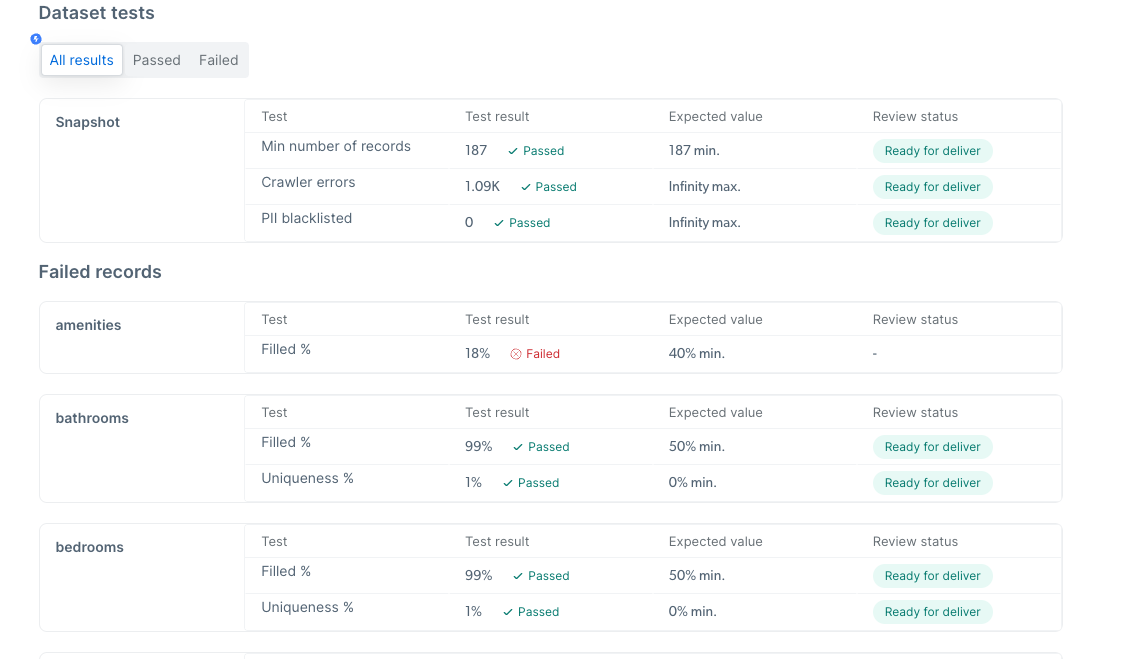 Dataset tests
All results Passed Failed
Snapshot
Test Test result Expected value Review status
Min number of records 187 Passed 187 min. Ready for deliver
Crawler errors 1.09K Passed Infinity max. Ready for deliver
PII blacklisted 0 Passed Infinity max. Ready for deliver
Failed records
amenities
Test Test result Expected value Review status
Filled % 18% Failed 40% min. -
bathrooms
Test Test result Expected value Review status
Filled % 99% Passed 50% min. Ready for deliver
Uniqueness % 1% Passed 0% min. Ready for deliver
bedrooms
Test Test result Expected value Review status
Filled % 99% Passed 50% min. Ready for deliver
Uniqueness % 1% Passed 0% min. Ready for deliver